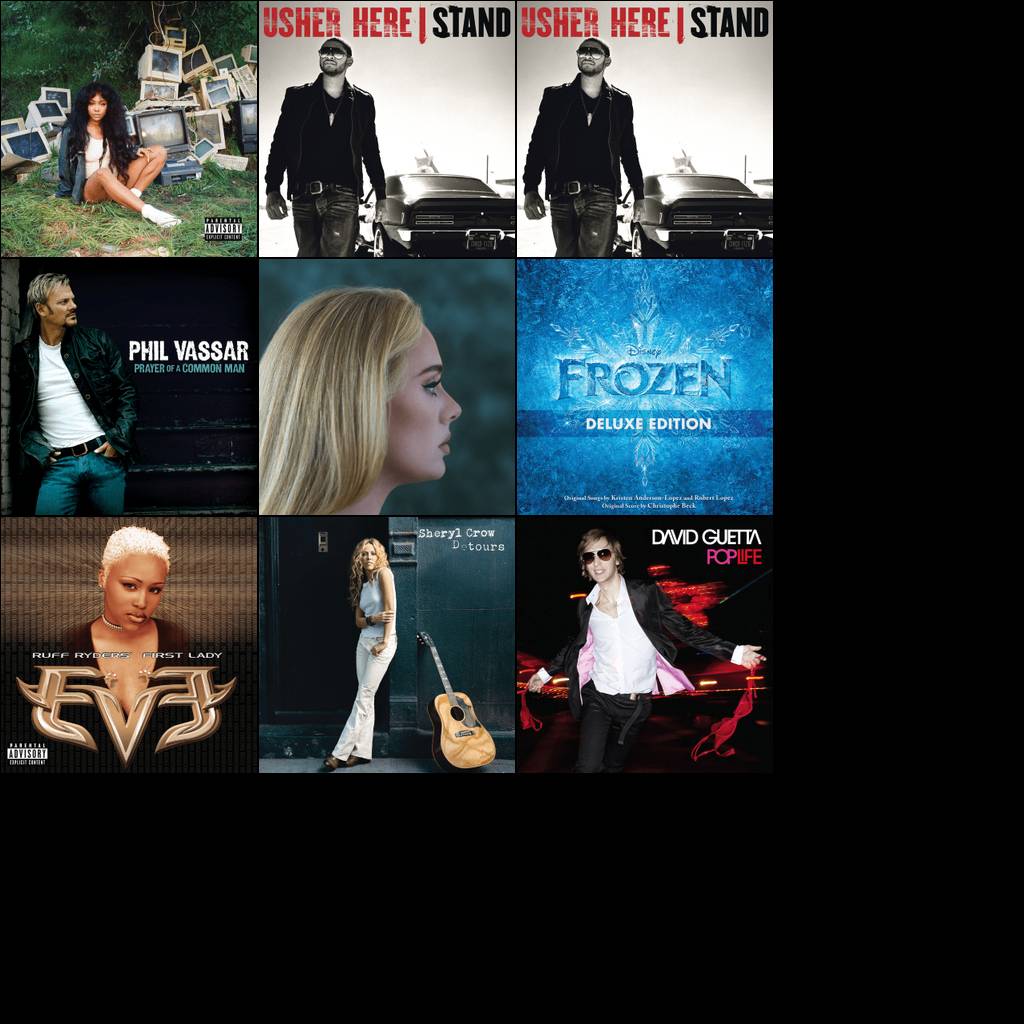 USHER HERE I STAND
USHER HERE I STAND
PARENTAL
ADVISORY
EXPLICIT CONTENT
PHIL VASSAR
PRAYER OF A COMMON MAN
Disney
FROZEN
DELUXE EDITION
Original Songs by Kristen Anderson-Lopez and Robert Lopez
Original Score by Christophe Beck
RUFF RYDERS' FIRST LADY
EVE
PARENTAL
ADVISORY
EXPLICIT CONTENT
Sheryl Crow
Detours
DAVID GUETTA
POPLIFE